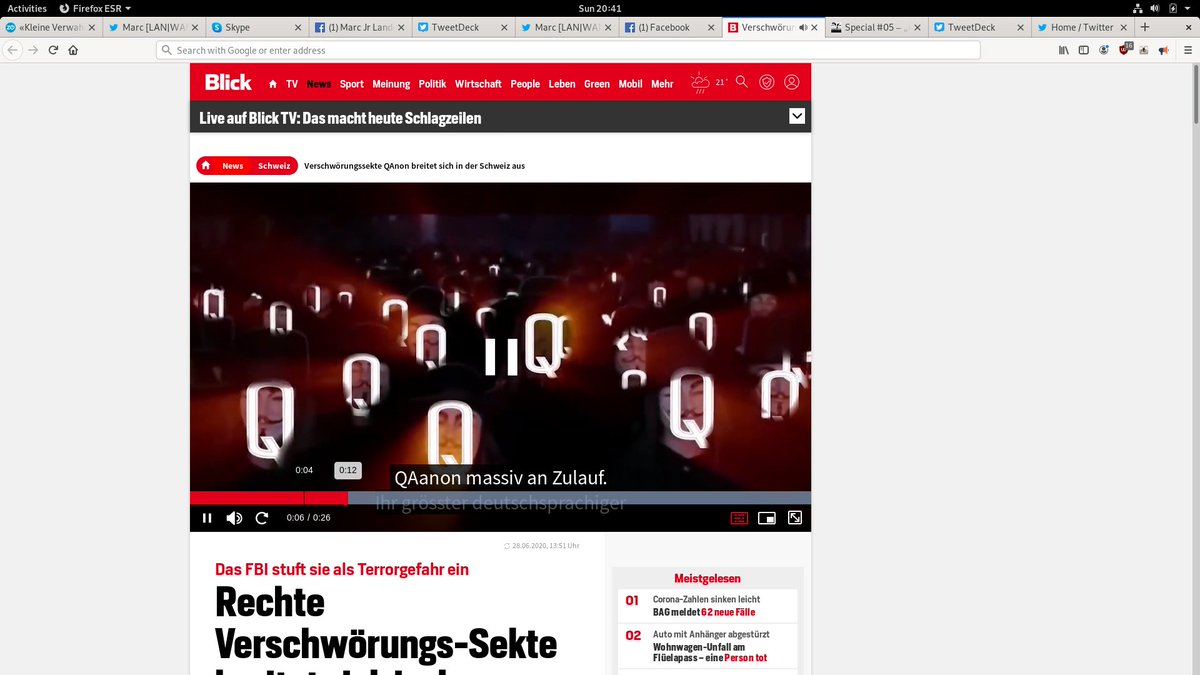 Activities Firefox ESR Sun 20:41
«Kleine Verwah
Marc [LAN]WAN
Skype
(1) Marc Jr Land
TweetDeck
Marc [LAN]WAN
(1) Facebook
Verschwörun
Special #05 – „
TweetDeck
Home / Twitter
Search with Google or enter address
16
Blick TV News Sport Meinung Politik Wirtschaft People Leben Green Mobil Mehr 21°
Live auf Blick TV: Das macht heute Schlagzeilen
News Schweiz Verschwörungssekte QAnon breitet sich in der Schweiz aus
Q Q Q Q Q Q Q
0:04 0:12
QAanon massiv an Zulauf.
Ihr grösster deutschsprachiger
0:06 / 0:26
28.06.2020, 13:51 Uhr
Das FBI stuft sie als Terrorgefahr ein
Rechte
Verschwörungs-Sekte
Meistgelesen
01 Corona-Zahlen sinken leicht
BAG meldet 62 neue Fälle
02 Auto mit Anhänger abgestürzt
Wohnwagen-Unfall am
Flüelapass – eine Person tot